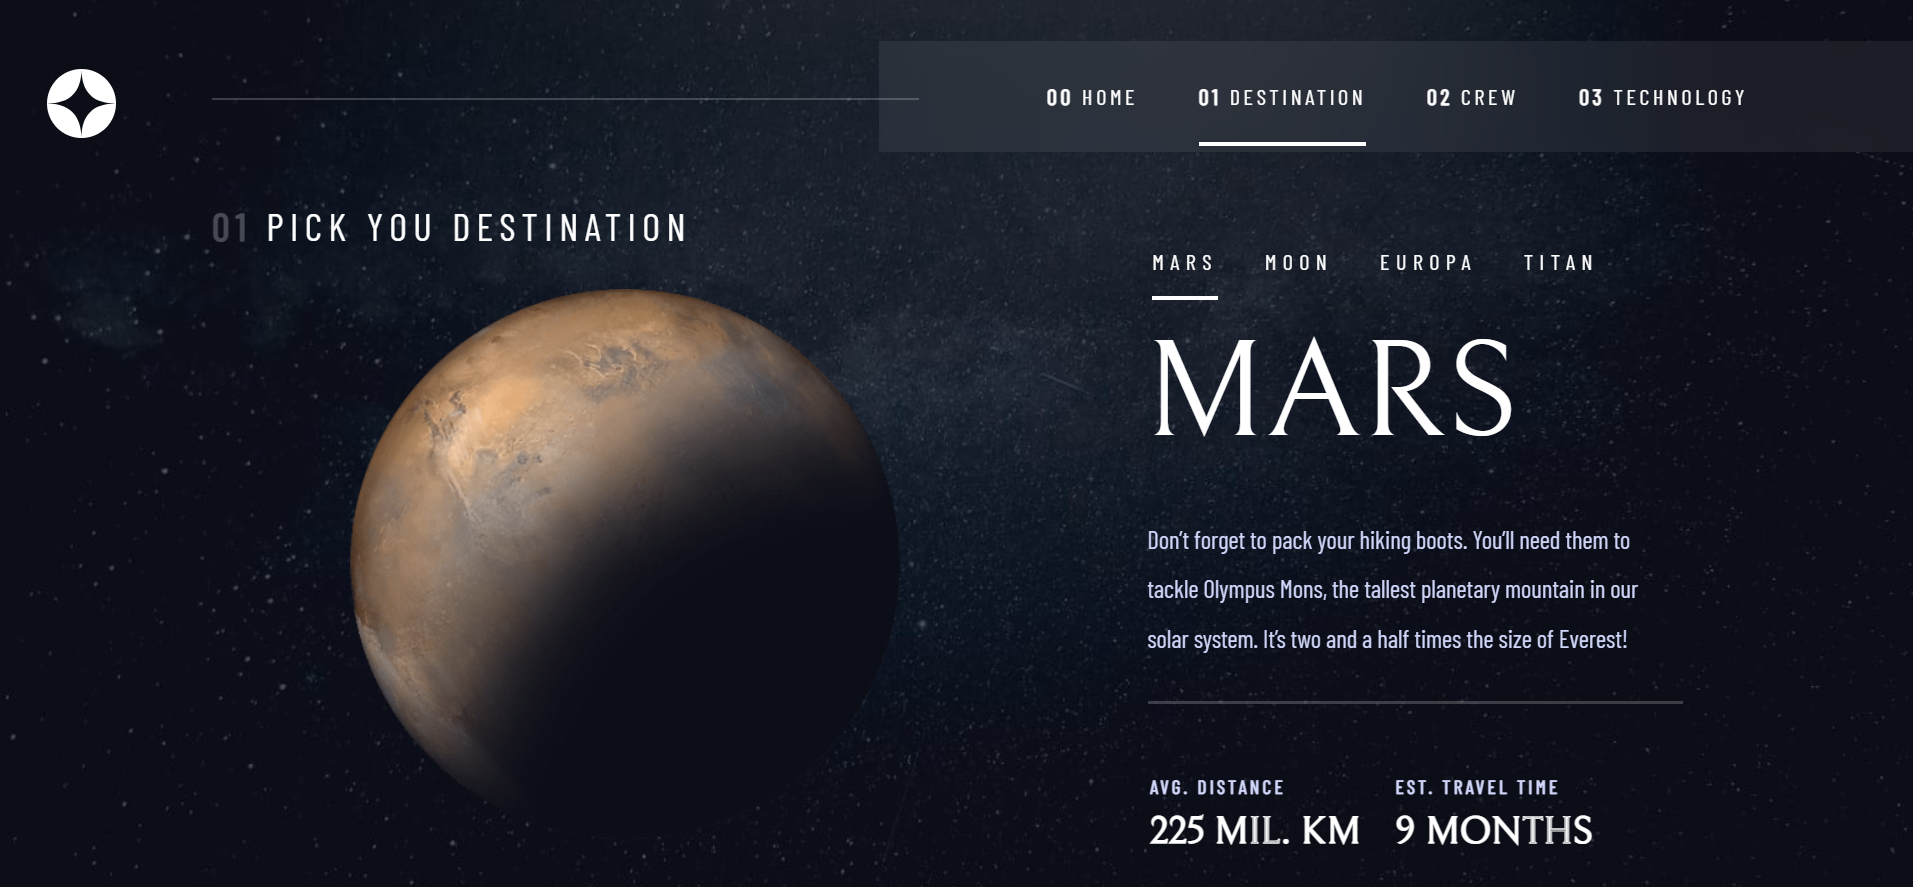 00 HOME 01 DESTINATION 02 CREW 03 TECHNOLOGY
01 PICK YOU DESTINATION
MARS MOON EUROPA TITAN
MARS
Don’t forget to pack your hiking boots. You’ll need them to
tackle Olympus Mons, the tallest planetary mountain in our
solar system. It’s two and a half times the size of Everest!
AVG. DISTANCE EST. TRAVEL TIME
225 MIL. KM 9 MONTHS